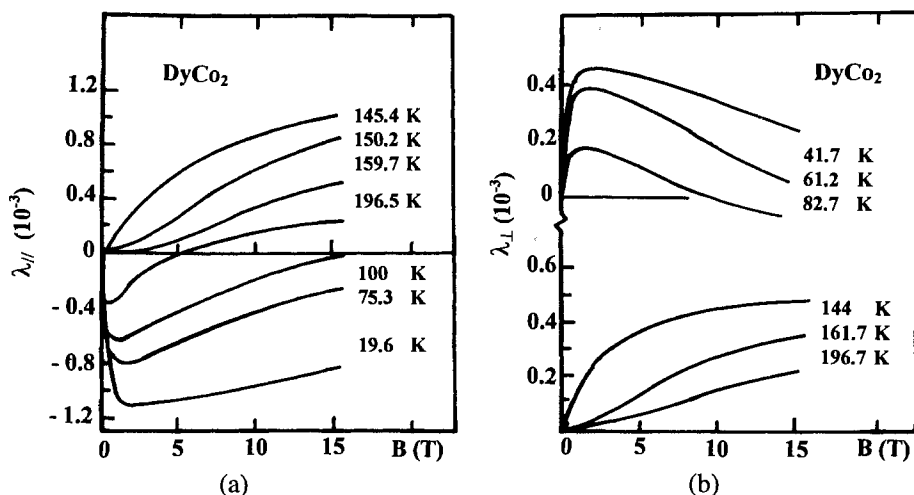 DyCo₂
λ// (10⁻³)
1.2
0.8
0.4
0
- 0.4
- 0.8
- 1.2
145.4 K
150.2 K
159.7 K
196.5 K
100 K
75.3 K
19.6 K
0 5 10 15 B (T)
(a)
DyCo₂
λ⊥ (10⁻³)
0.4
0.2
0
0.6
0.4
0.2
41.7 K
61.2 K
82.7 K
144 K
161.7 K
196.7 K
0 5 10 15 B (T)
(b)